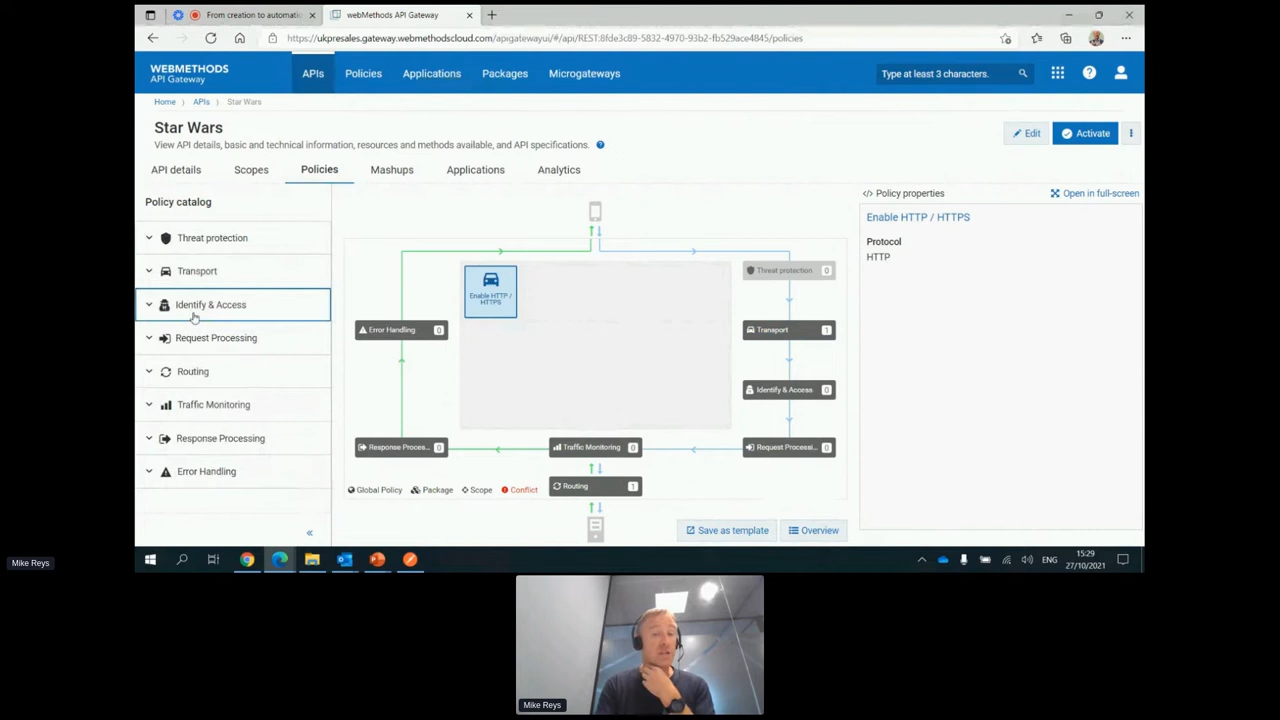 From creation to automati
webMethods API Gateway
https://ukpresales.gateway.webmethodscloud.com/apigatewayui/#/api/REST:8fde3c89-5832-4970-93b2-fb529ace4845/policies
WEBMETHODS
API Gateway
APIs
Policies
Applications
Packages
Microgateways
Type at least 3 characters.
Home
APIs
Star Wars
Star Wars
View API details, basic and technical information, resources and methods available, and API specifications.
Edit
Activate
API details
Scopes
Policies
Mashups
Applications
Analytics
Policy catalog
Threat protection
Transport
Identify & Access
Request Processing
Routing
Traffic Monitoring
Response Processing
Error Handling
Enable HTTP /
HTTPS
Threat protection 0
Error Handling 0
Transport 1
Identify & Access 0
Response Proces... 0
Traffic Monitoring 0
Request Processi... 0
Routing 1
Global Policy
Package
Scope
Conflict
Save as template
Overview
</> Policy properties
Open in full-screen
Enable HTTP / HTTPS
Protocol
HTTP
ENG
15:29
27/10/2021
Mike Reys
Mike Reys